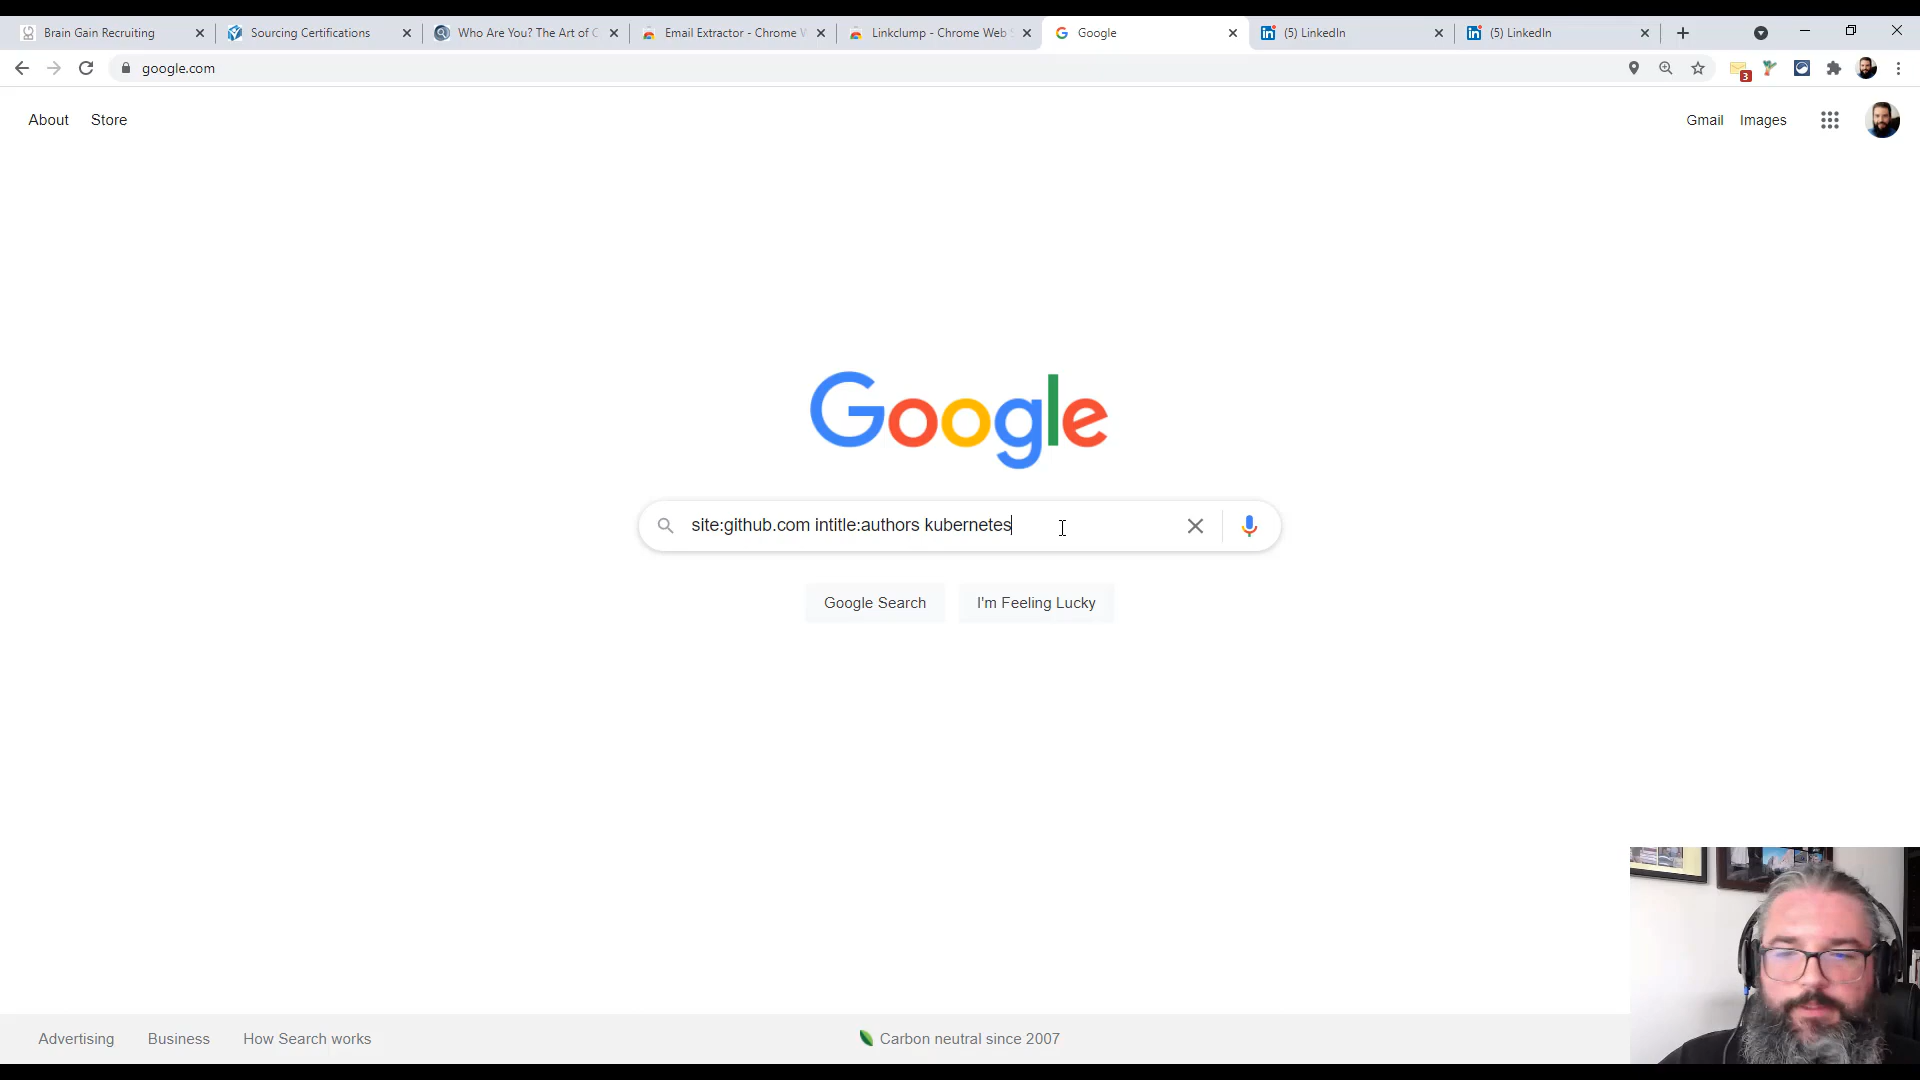 Brain Gain Recruiting
Sourcing Certifications
Who Are You? The Art of
Email Extractor - Chrome
Linkclump - Chrome Web
Google
(5) LinkedIn
(5) LinkedIn
google.com
3
About
Store
Gmail
Images
Google
site:github.com intitle:authors kubernetes
Google Search
I'm Feeling Lucky
Advertising
Business
How Search works
Carbon neutral since 2007